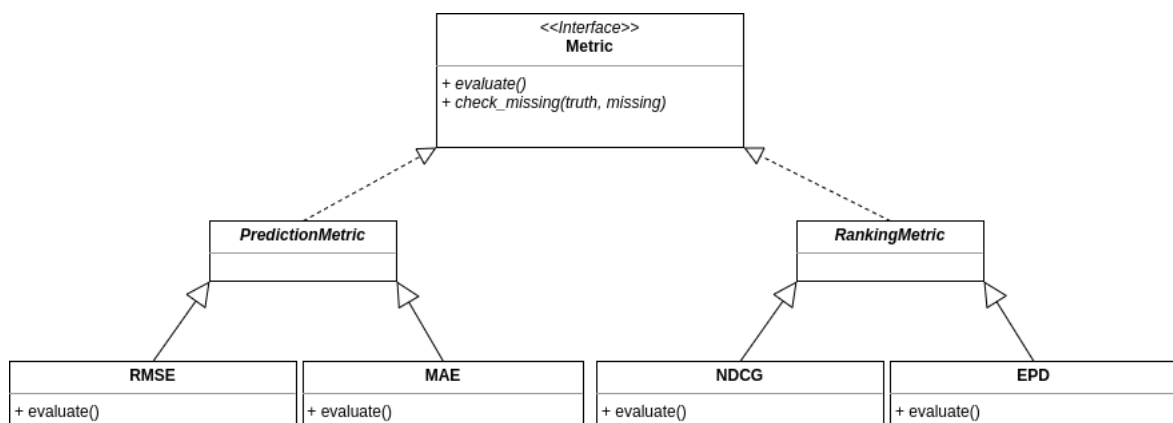 <<Interface>>
Metric
+ evaluate()
+ check_missing(truth, missing)
PredictionMetric
RankingMetric
RMSE
+ evaluate()
MAE
+ evaluate()
NDCG
+ evaluate()
EPD
+ evaluate()